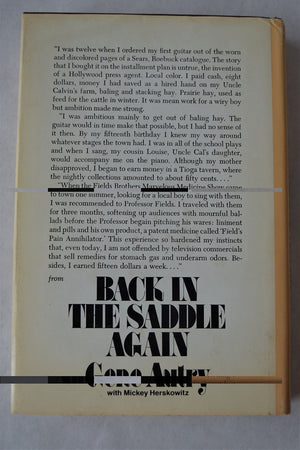 "I was twelve when I ordered my first guitar out of the worn
and discolored pages of a Sears, Roebuck catalogue. The story
that I bought it on the installment plan is untrue, the invention
of a Hollywood press agent. Local color. I paid cash, eight
dollars, money I had saved as a hired hand on my Uncle
Calvin's farm, baling and stacking hay. Prairie hay, used as
feed for the cattle in winter. It was mean work for a wiry boy
but ambition made me strong.
"I was ambitious mainly to get out of baling hay. The
guitar would in time make that possible, but I had no sense of
it then. By my fifteenth birthday I knew my way around
whatever stages the town had. I was in all of the school plays
and when I sang, my cousin Louise, Uncle Cal's daughter,
would accompany me on the piano. Although my mother
disapproved, I began to earn money in a Tioga tavern, where
the nightly collections amounted to about fifty cents. . . ."
"When the Fields Brothers Marvelous Medicine Show came
to town one summer, looking for a local boy to sing with them,
I was recommended to Professor Fields. I traveled with them
for three months, softening up audiences with mournful bal-
lads before the Professor began pitching his wares: liniment
and pills and his own product, a patent medicine called 'Field's
Pain Annihilator.' This experience so hardened my instincts
that, even today, I am not offended by television commercials
that sell remedies for stomach gas and underarm odors. Be-
sides, I earned fifteen dollars a week. . . ."
from
BACK IN
THE SADDLE
AGAIN
Gene Autry
with Mickey Herskowitz